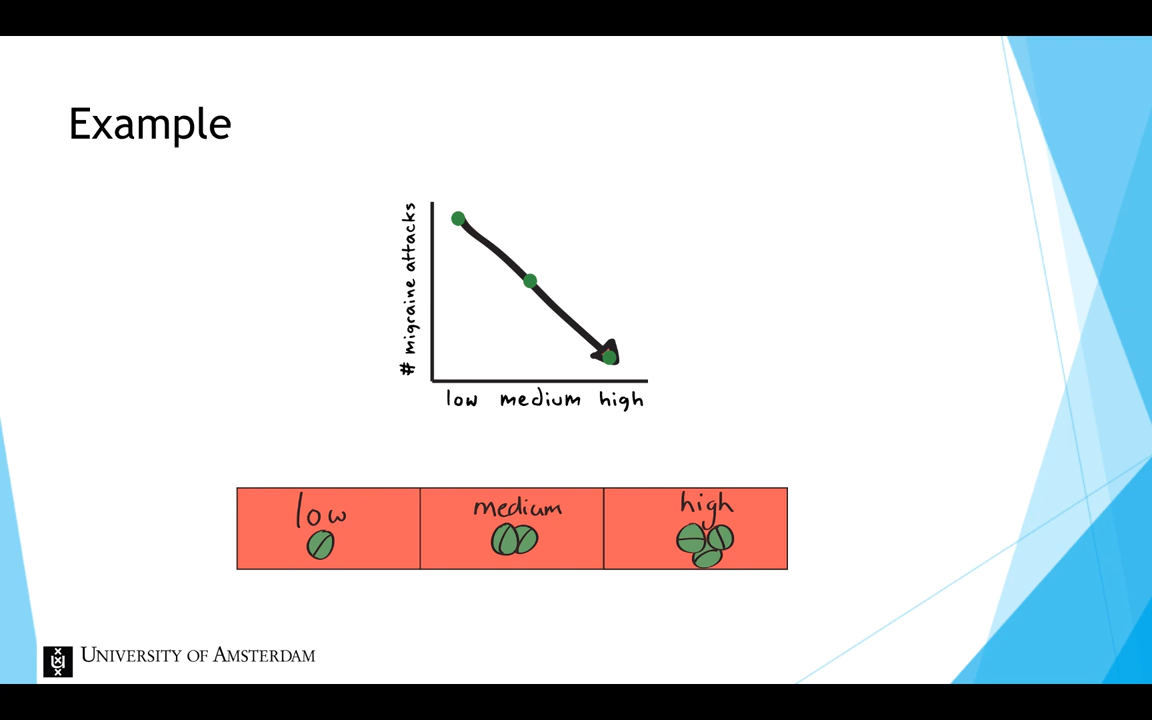 Example
# migraine attacks
low medium high
low medium high
UNIVERSITY OF AMSTERDAM